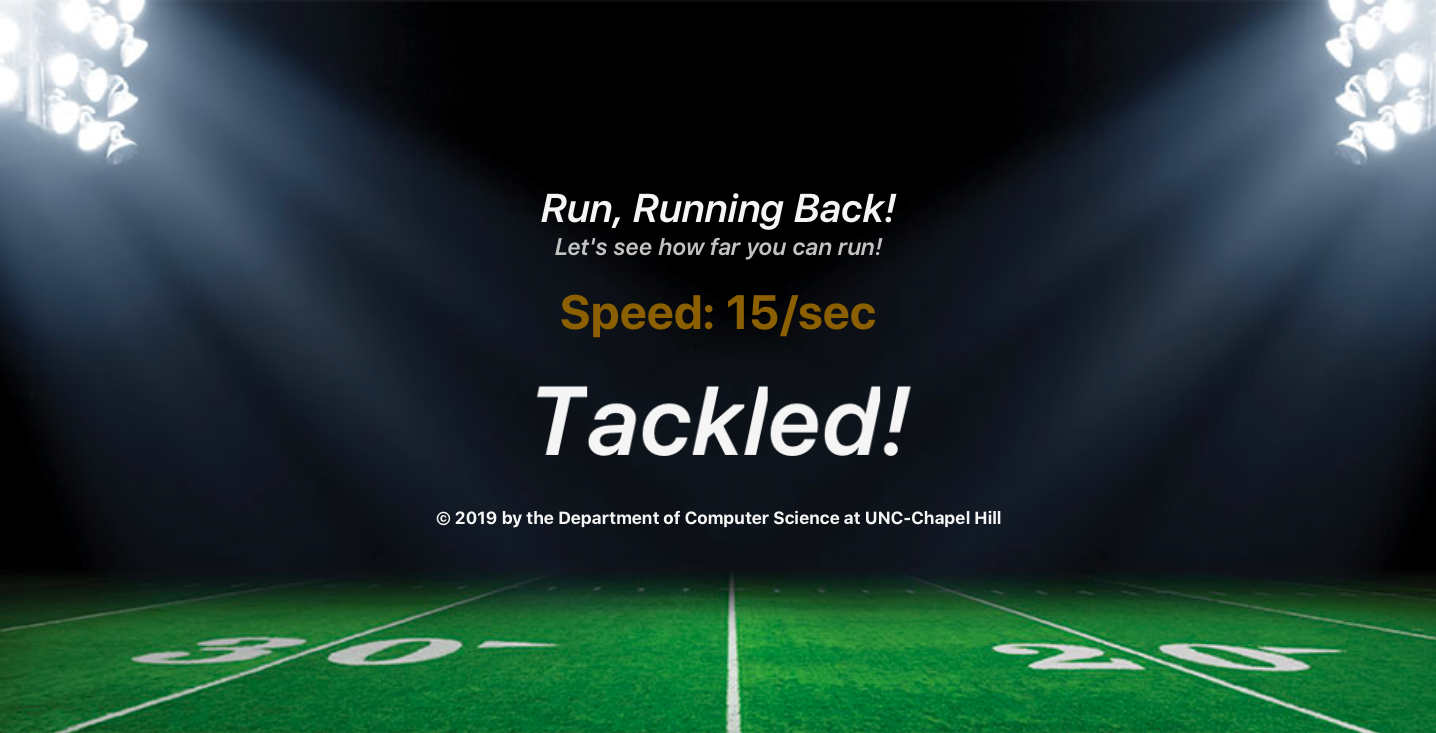 Run, Running Back!
Let's see how far you can run!
Speed: 15/sec
Tackled!
© 2019 by the Department of Computer Science at UNC-Chapel Hill
30
20